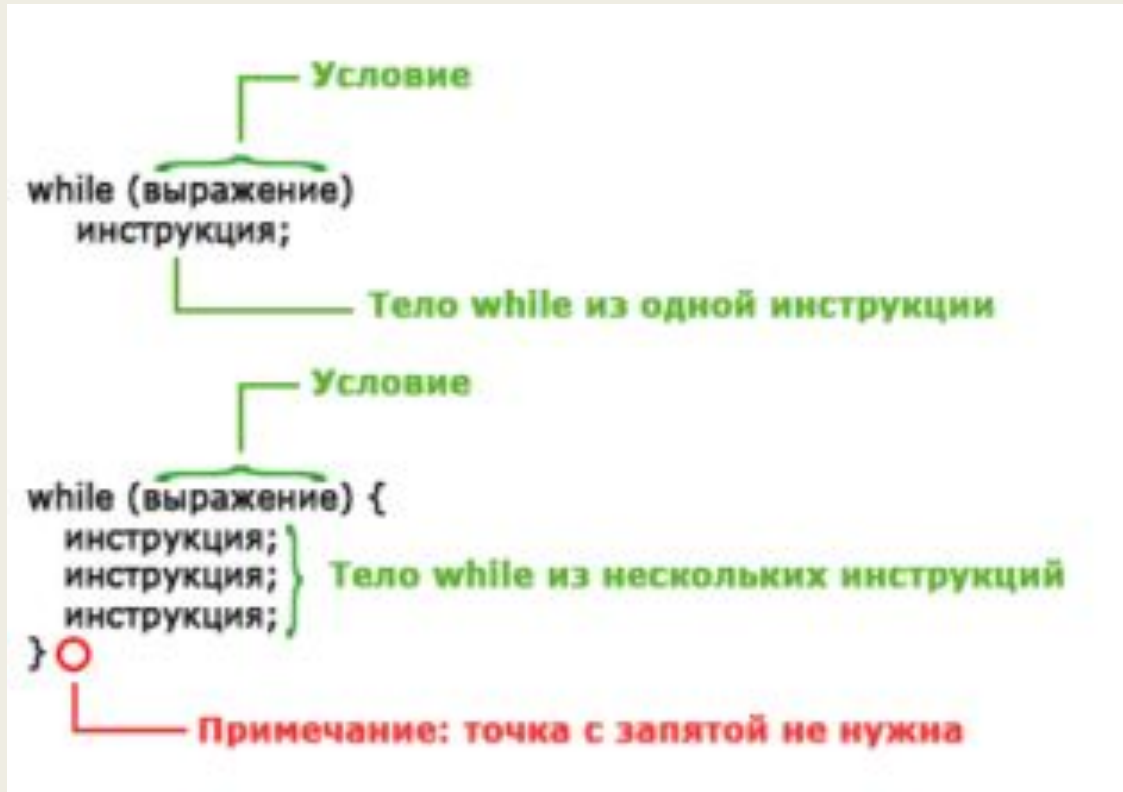 Условие
while (выражение)
инструкция;
Тело while из одной инструкции
Условие
while (выражение) {
инструкция;
инструкция;
Тело while из нескольких инструкций
инструкция;
}
Примечание: точка с запятой не нужна